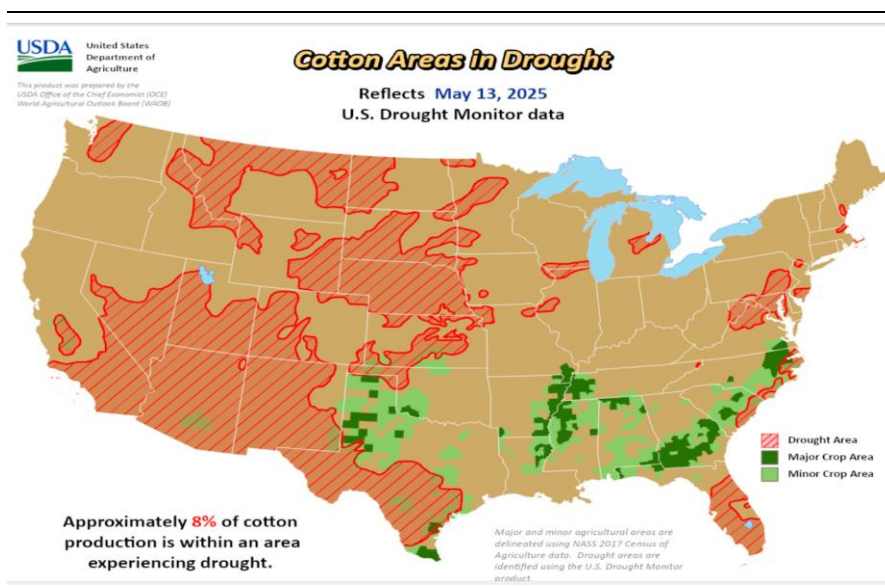 USDA
United States
Department of
Agriculture
This product was prepared by the
USDA Office of the Chief Economist (OCE)
World Agricultural Outlook Board (WAOB)
Cotton Areas in Drought
Reflects May 13, 2025
U.S. Drought Monitor data
Drought Area
Major Crop Area
Minor Crop Area
Approximately 8% of cotton
production is within an area
experiencing drought.
Major and minor agricultural areas are
delineated using NASS 2017 Census of
Agriculture data. Drought areas are
identified using the U.S. Drought Monitor
product.